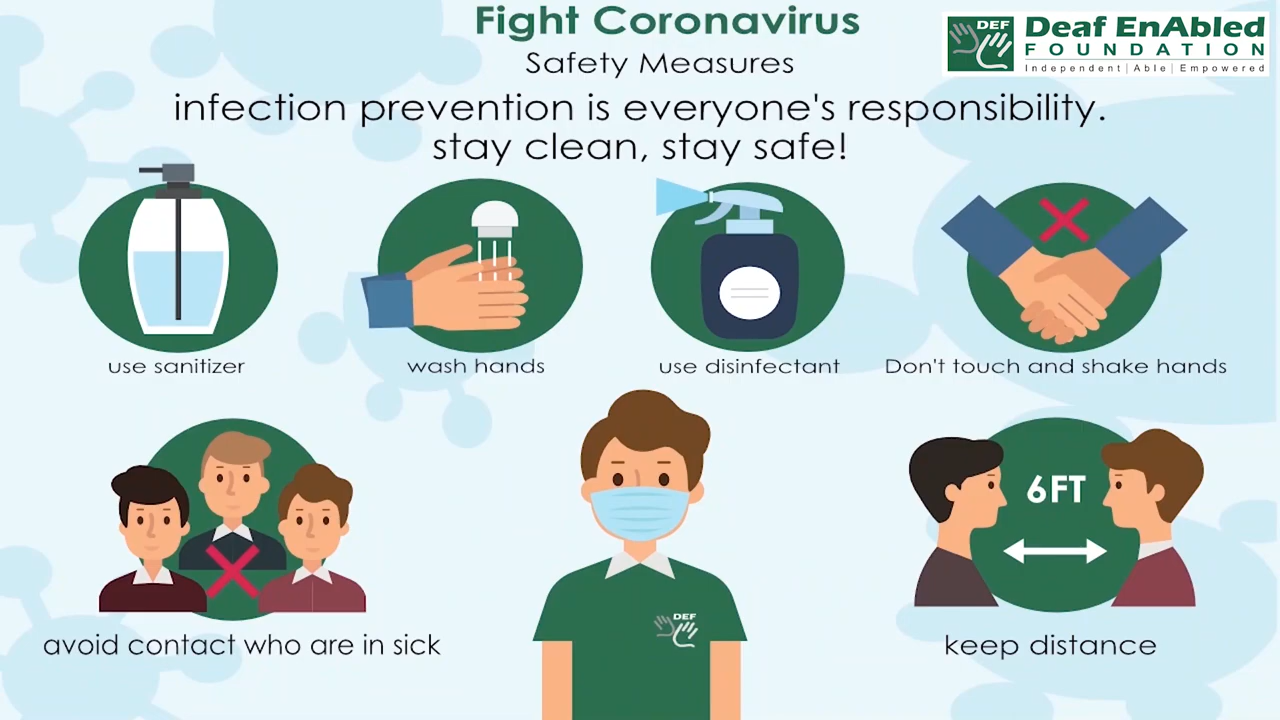 Fight Coronavirus
Safety Measures
DEF
Deaf EnAbled
FOUNDATION
Independent | Able | Empowered
infection prevention is everyone's responsibility.
stay clean, stay safe!
use sanitizer
wash hands
use disinfectant
Don't touch and shake hands
6FT
DEF
avoid contact who are in sick
keep distance